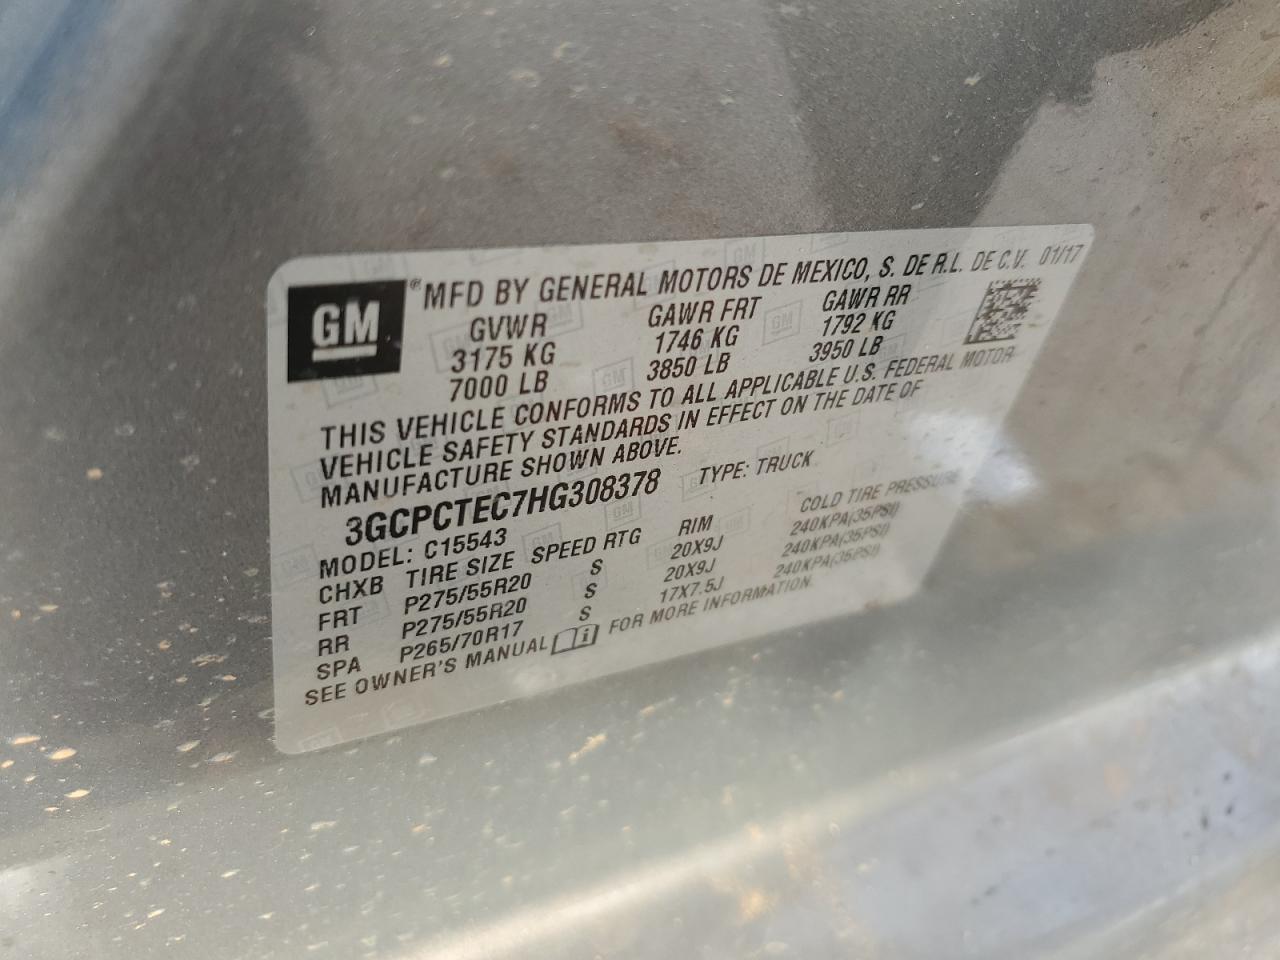 GM
® MFD BY GENERAL MOTORS DE MEXICO, S. DE R.L. DE C.V. 01/17
GVWR GAWR FRT GAWR RR
3175 KG 1746 KG 1792 KG
7000 LB 3850 LB 3950 LB
THIS VEHICLE CONFORMS TO ALL APPLICABLE U.S. FEDERAL MOTOR
VEHICLE SAFETY STANDARDS IN EFFECT ON THE DATE OF
MANUFACTURE SHOWN ABOVE.
3GCPCTEC7HG308378 TYPE: TRUCK
MODEL: C15543
CHXB TIRE SIZE SPEED RTG RIM COLD TIRE PRESSURE
FRT P275/55R20 S 20X9J 240KPA(35PSI)
RR P275/55R20 S 20X9J 240KPA(35PSI)
SPA P265/70R17 S 17X7.5J 240KPA(35PSI)
SEE OWNER'S MANUAL FOR MORE INFORMATION.